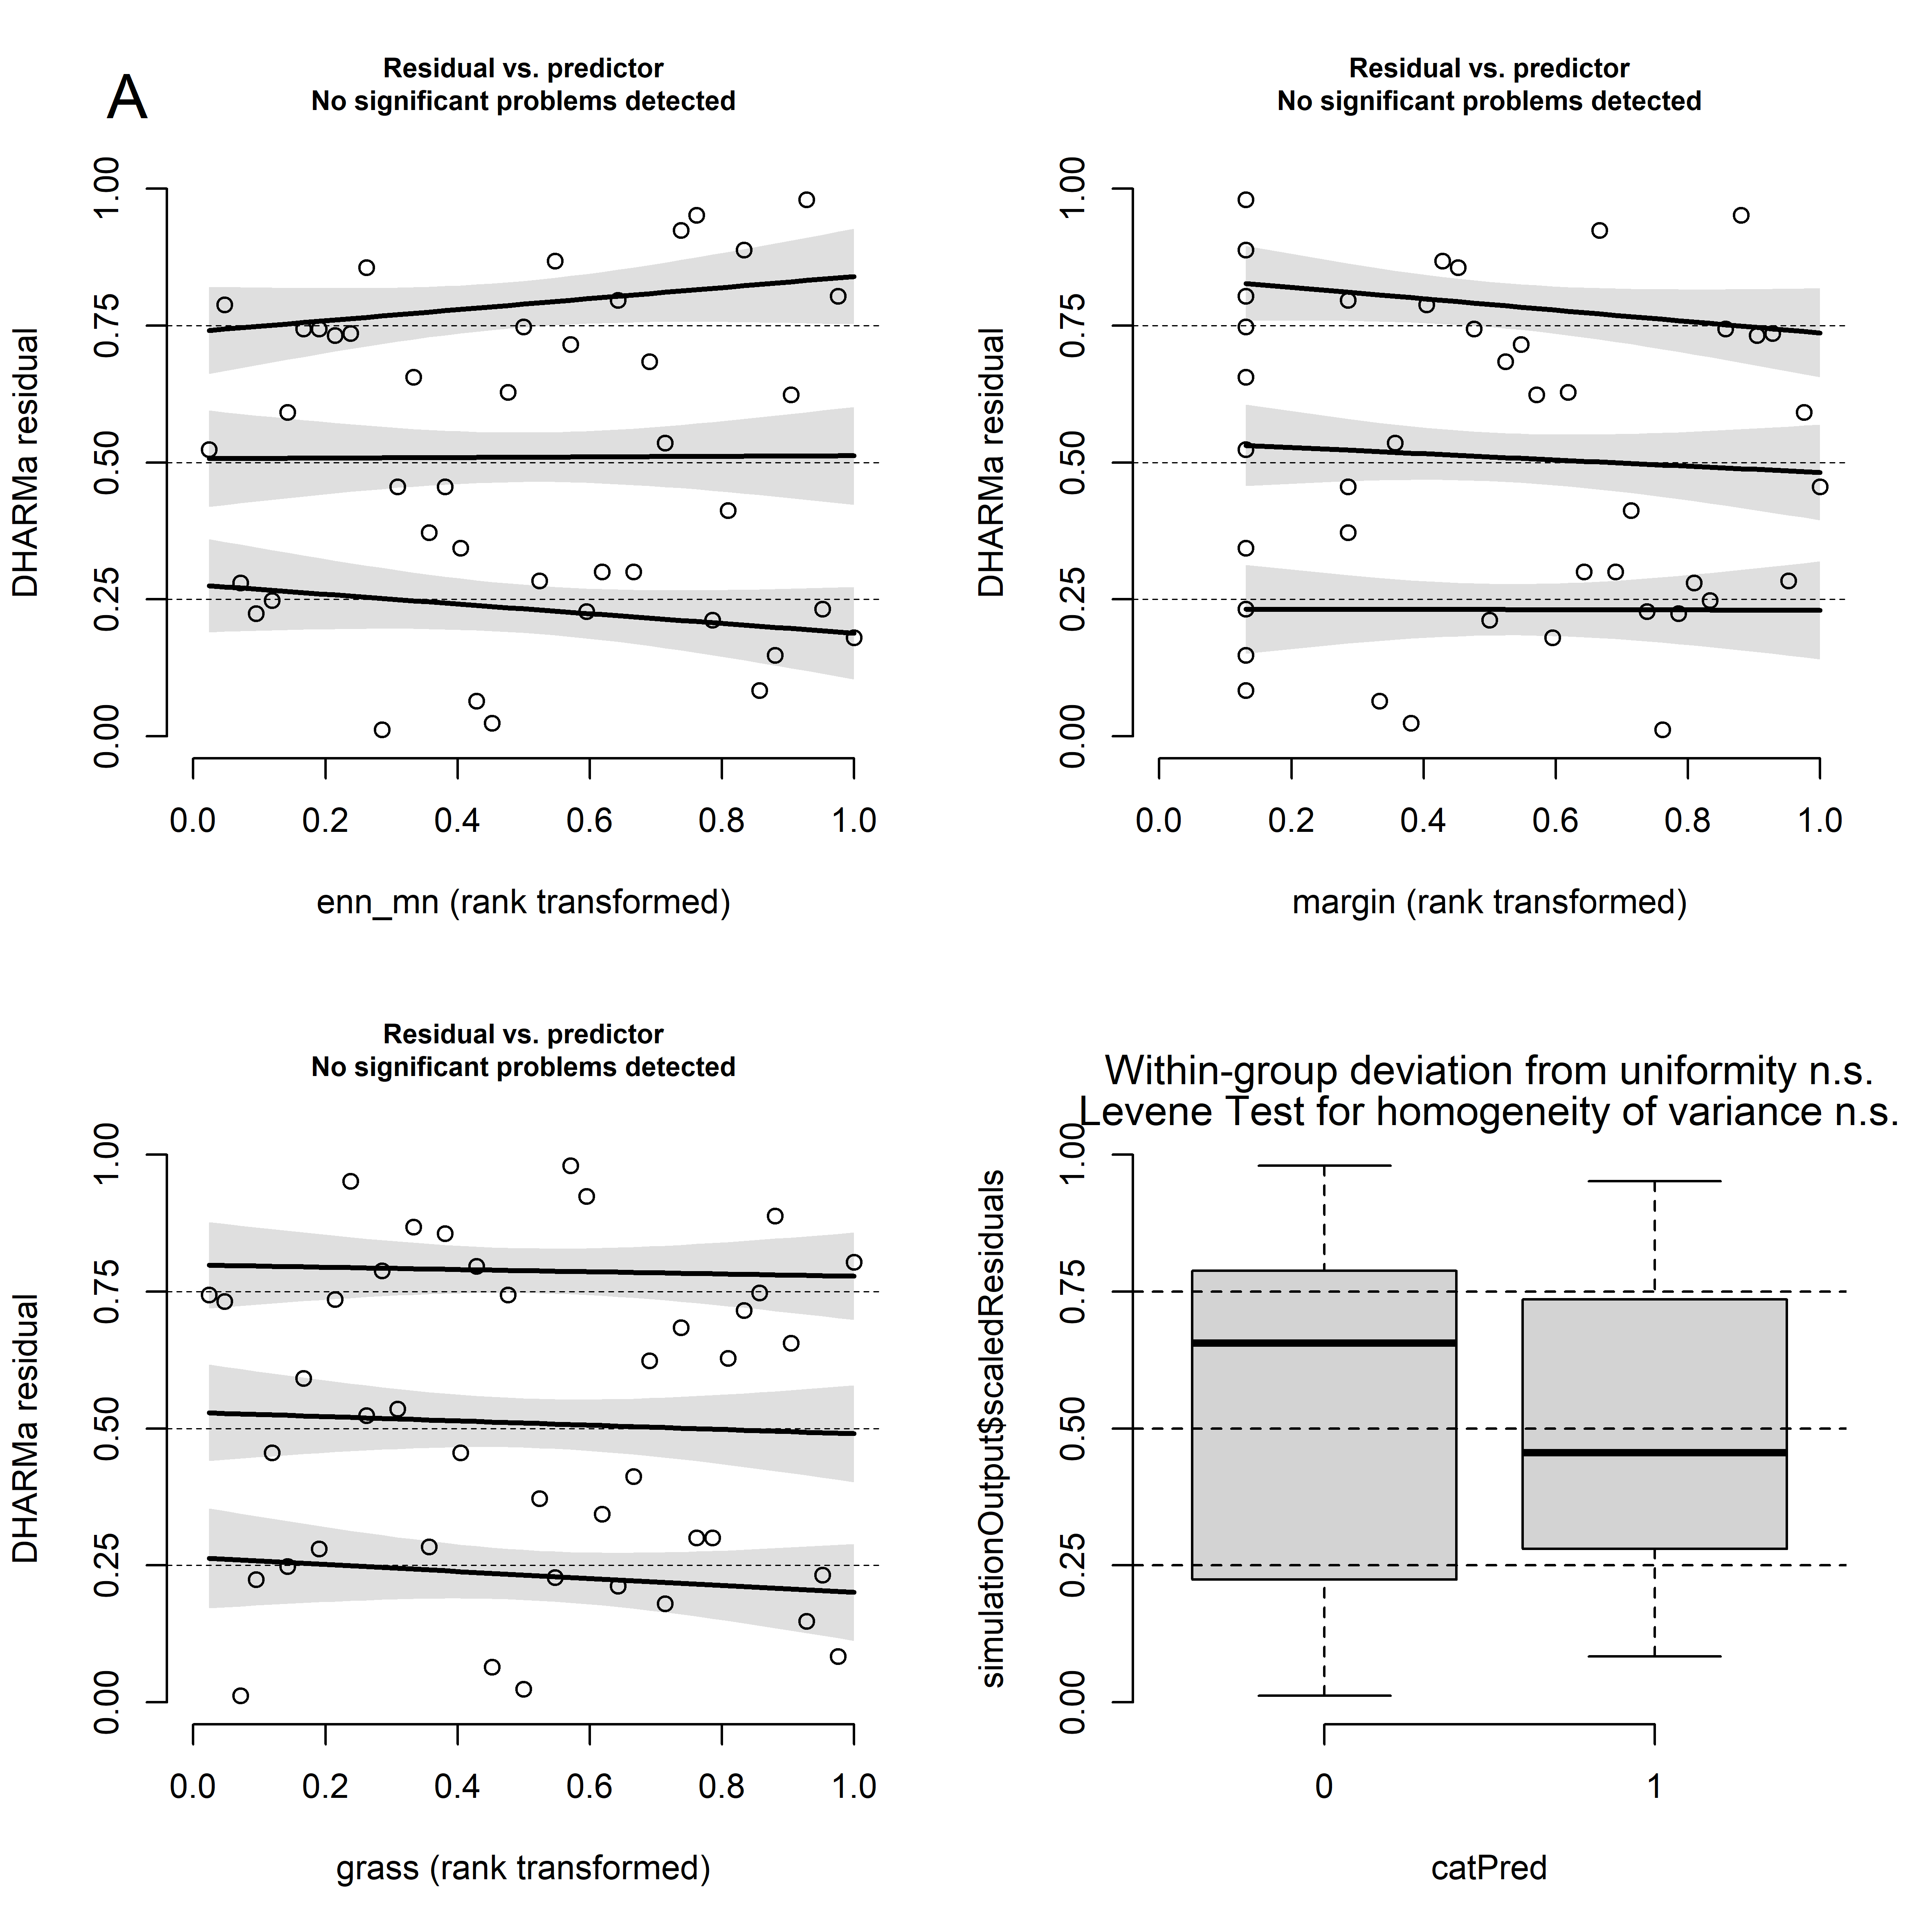 A
Residual vs. predictor
No significant problems detected
DHARMa residual
1.00
0.75
0.50
0.25
0.00
0.0 0.2 0.4 0.6 0.8 1.0
enn_mn (rank transformed)
Residual vs. predictor
No significant problems detected
DHARMa residual
1.00
0.75
0.50
0.25
0.00
0.0 0.2 0.4 0.6 0.8 1.0
margin (rank transformed)
Residual vs. predictor
No significant problems detected
DHARMa residual
1.00
0.75
0.50
0.25
0.00
0.0 0.2 0.4 0.6 0.8 1.0
grass (rank transformed)
Within-group deviation from uniformity n.s.
Levene Test for homogeneity of variance n.s.
simulationOutput$scaledResiduals
1.00
0.75
0.50
0.25
0.00
0 1
catPred